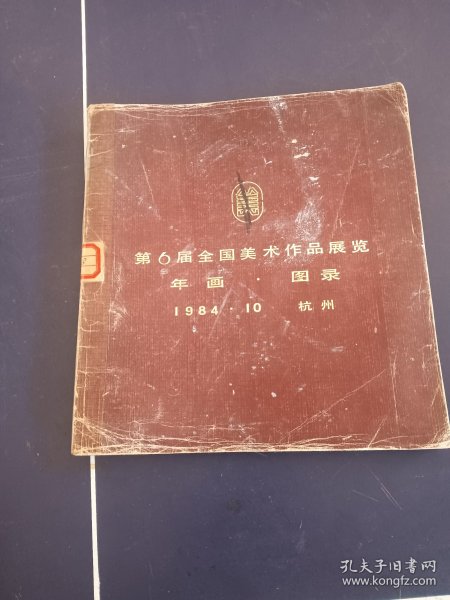 第6届全国美术作品展览
年画·图录
1984·10 杭州
孔夫子旧书网
www.kongfz.com